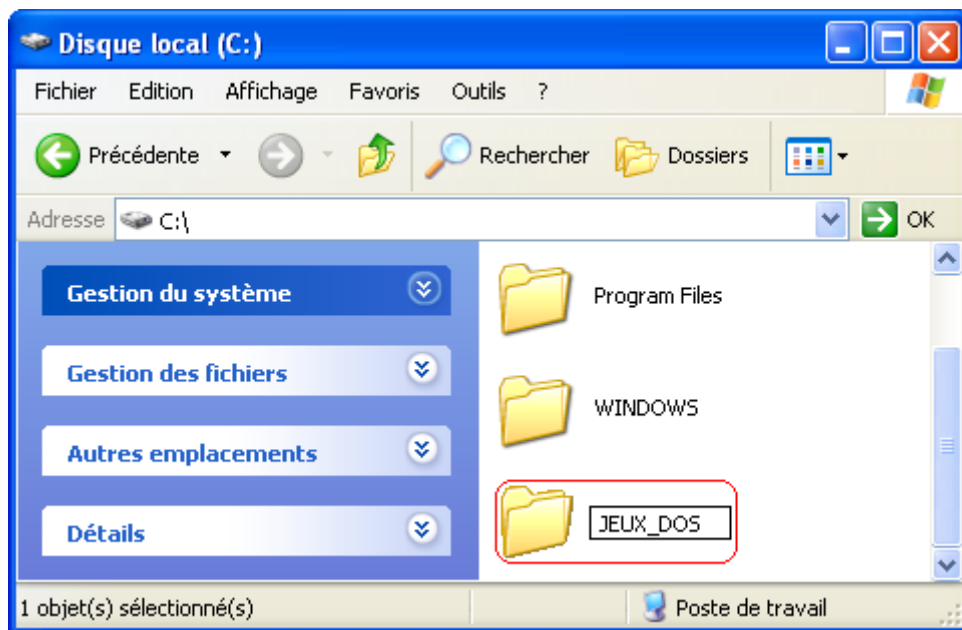 Disque local (C:)
Fichier Edition Affichage Favoris Outils ?
Précédente Rechercher Dossiers
Adresse C:\ OK
Gestion du système
Gestion des fichiers
Autres emplacements
Détails
Program Files
WINDOWS
JEUX_DOS
1 objet(s) sélectionné(s) Poste de travail